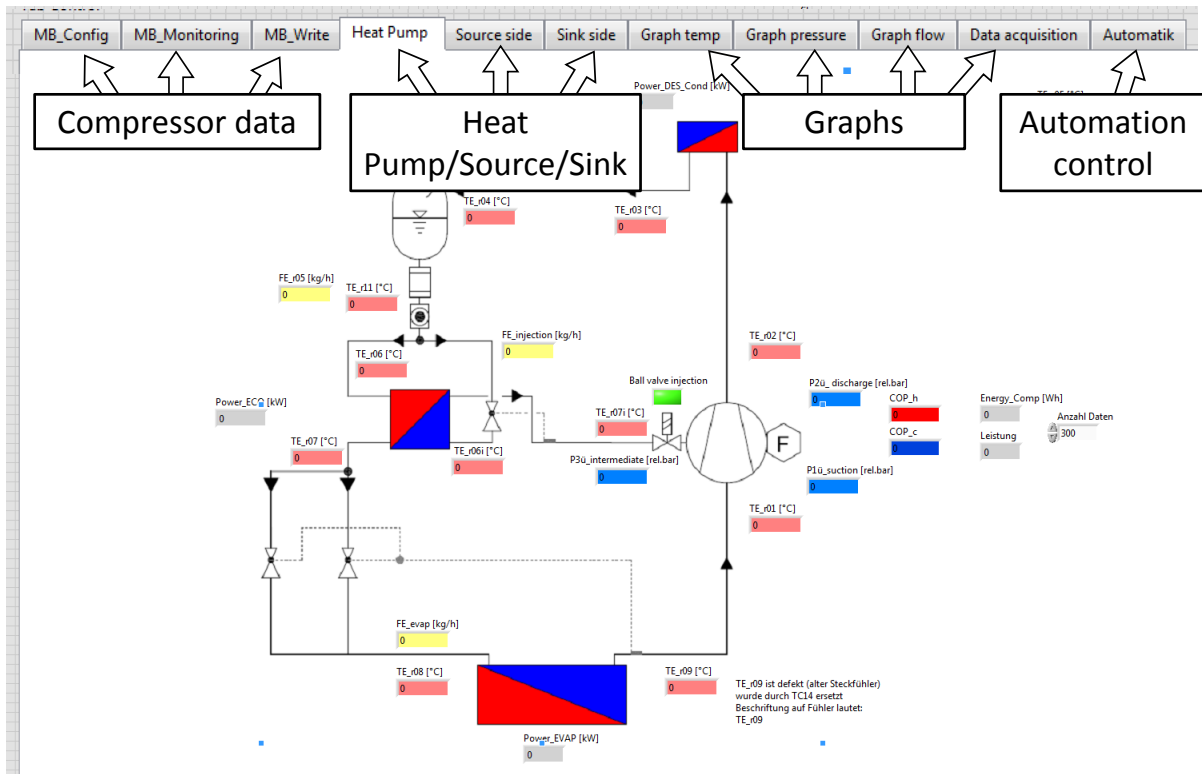 MB_Config
MB_Monitoring
MB_Write
Heat Pump
Source side
Sink side
Graph temp
Graph pressure
Graph flow
Data acquisition
Automatik
Compressor data
Heat
Pump/Source/Sink
Graphs
Automation
control
Power_DES_Cond [kW]
TE_r04 [°C]
0
TE_r03 [°C]
0
FE_r05 [kg/h]
0
TE_r11 [°C]
0
FE_injection [kg/h]
0
TE_r02 [°C]
0
TE_r06 [°C]
0
Ball valve injection
P2ü_ discharge [rel.bar]
0
Power_ECO [kW]
0
COP_h
0
Energy_Comp [Wh]
0
Anzahl Daten
300
TE_r07i [°C]
0
COP_c
0
Leistung
0
F
TE_r07 [°C]
0
TE_r06i [°C]
0
P3ü_intermediate [rel.bar]
0
P1ü_suction [rel.bar]
0
TE_r01 [°C]
0
FE_evap [kg/h]
0
TE_r08 [°C]
0
TE_r09 [°C]
0
TE_r09 ist defekt (alter Steckfühler)
wurde durch TC14 ersetzt
Beschriftung auf Fühler lautet:
TE_r09
Power_EVAP [kW]
0